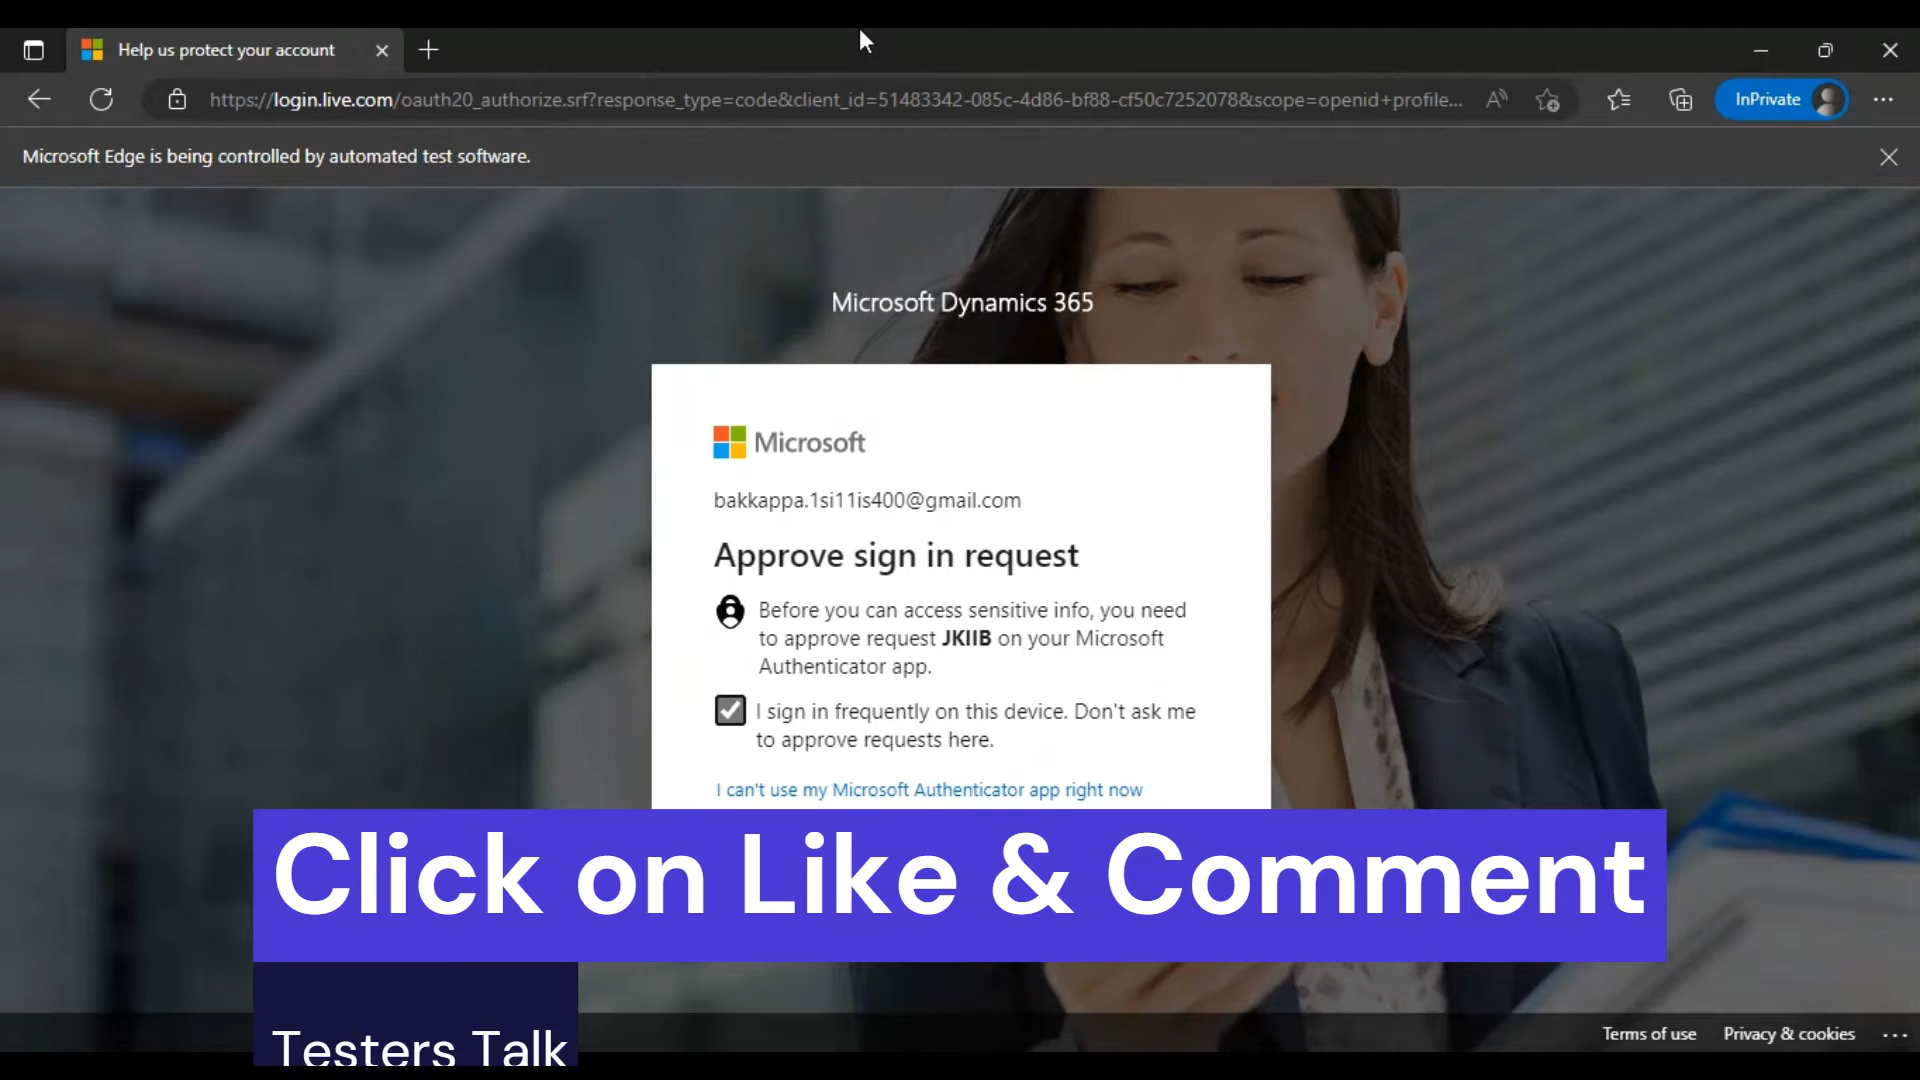 Help us protect your account
https://login.live.com/oauth20_authorize.srf?response_type=code&client_id=51483342-085c-4d86-bf88-cf50c7252078&scope=openid+profile...
InPrivate
Microsoft Edge is being controlled by automated test software.
Microsoft Dynamics 365
Microsoft
bakkappa.1si11is400@gmail.com
Approve sign in request
Before you can access sensitive info, you need
to approve request JKIIB on your Microsoft
Authenticator app.
I sign in frequently on this device. Don't ask me
to approve requests here.
I can't use my Microsoft Authenticator app right now
Click on Like & Comment
Testers Talk
Terms of use Privacy & cookies